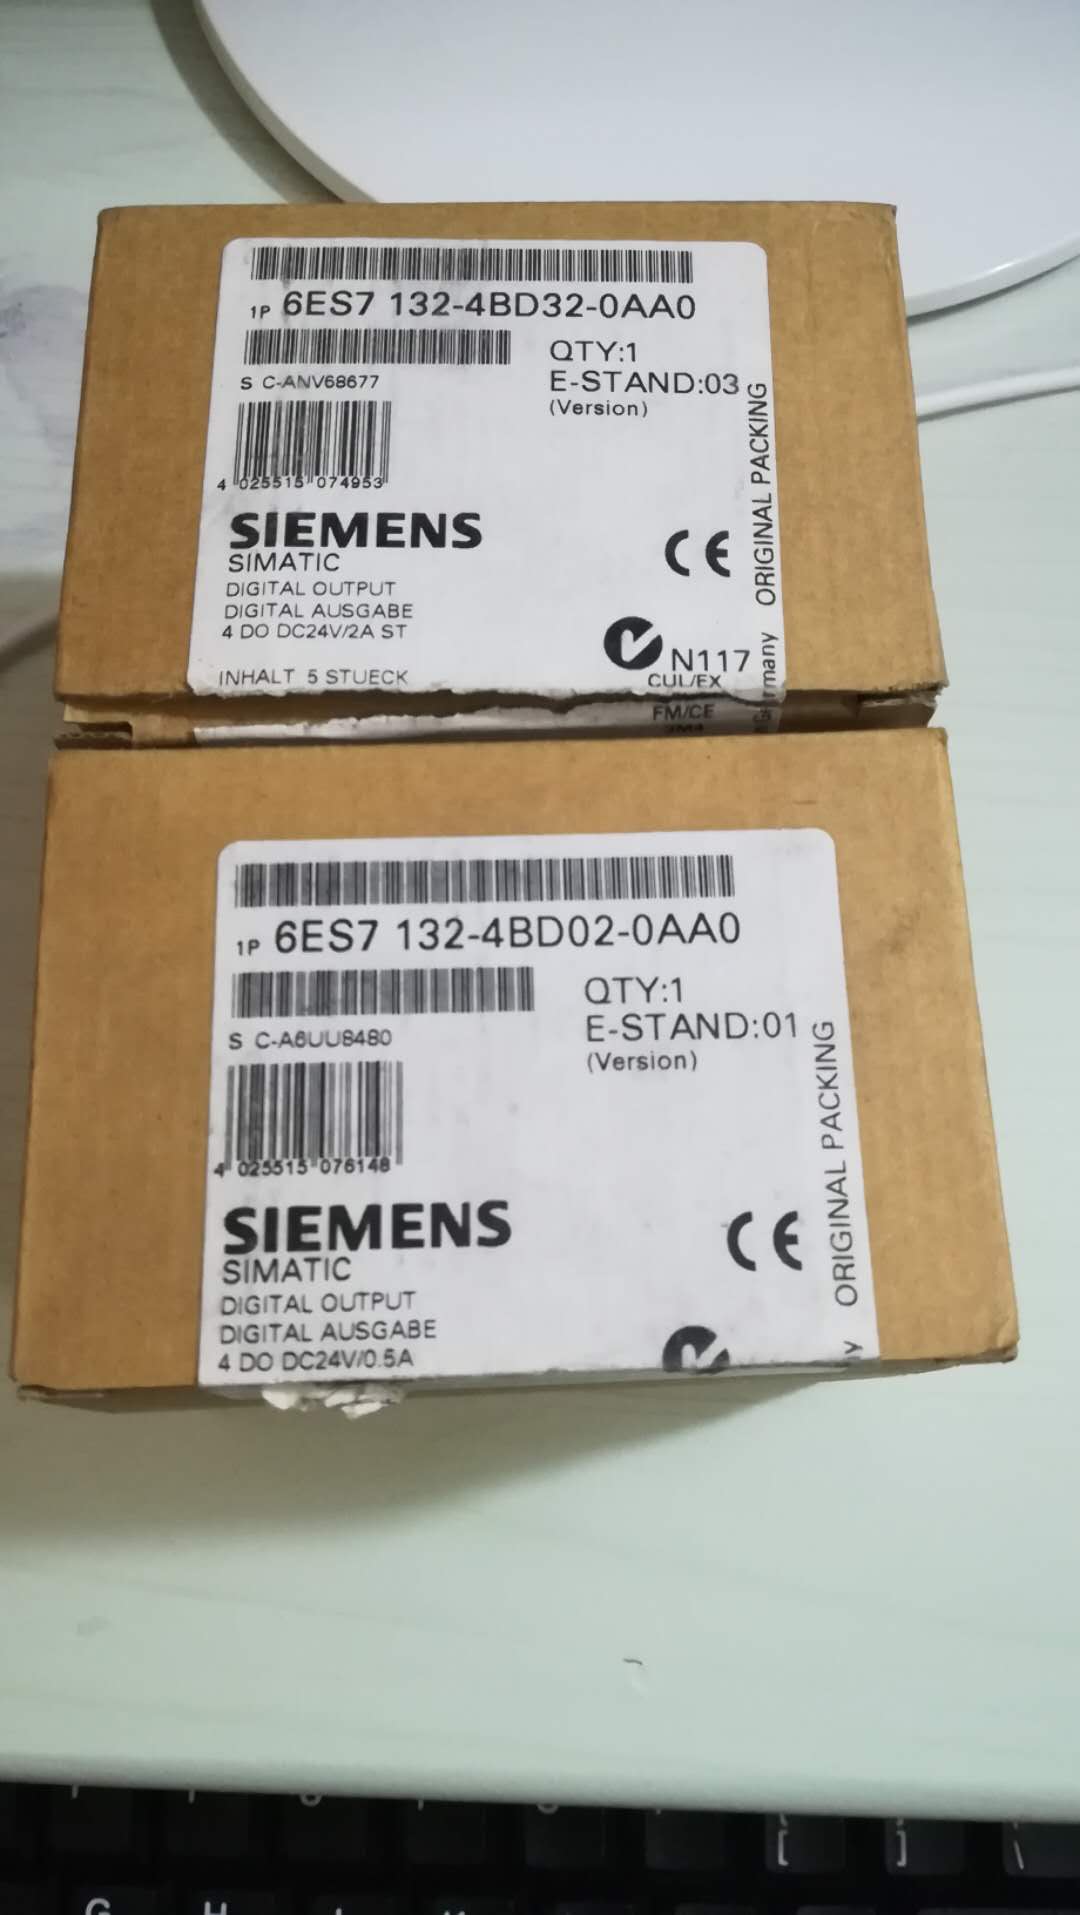 1P 6ES7 132-4BD32-0AA0
QTY:1
S C-ANV68677
E-STAND:03
(Version)
4 025515 074953
ORIGINAL PACKING
SIEMENS
SIMATIC
CE
DIGITAL OUTPUT
DIGITAL AUSGABE
4 DO DC24V/2A ST
N117
INHALT 5 STUECK
CUL/EX
FM/CE
1P 6ES7 132-4BD02-0AA0
QTY:1
E-STAND:01
S C-A6UU8480
(Version)
4 025515 076148
ORIGINAL PACKING
SIEMENS
SIMATIC
CE
DIGITAL OUTPUT
DIGITAL AUSGABE
4 DO DC24V/0.5A
[ ] \
G H